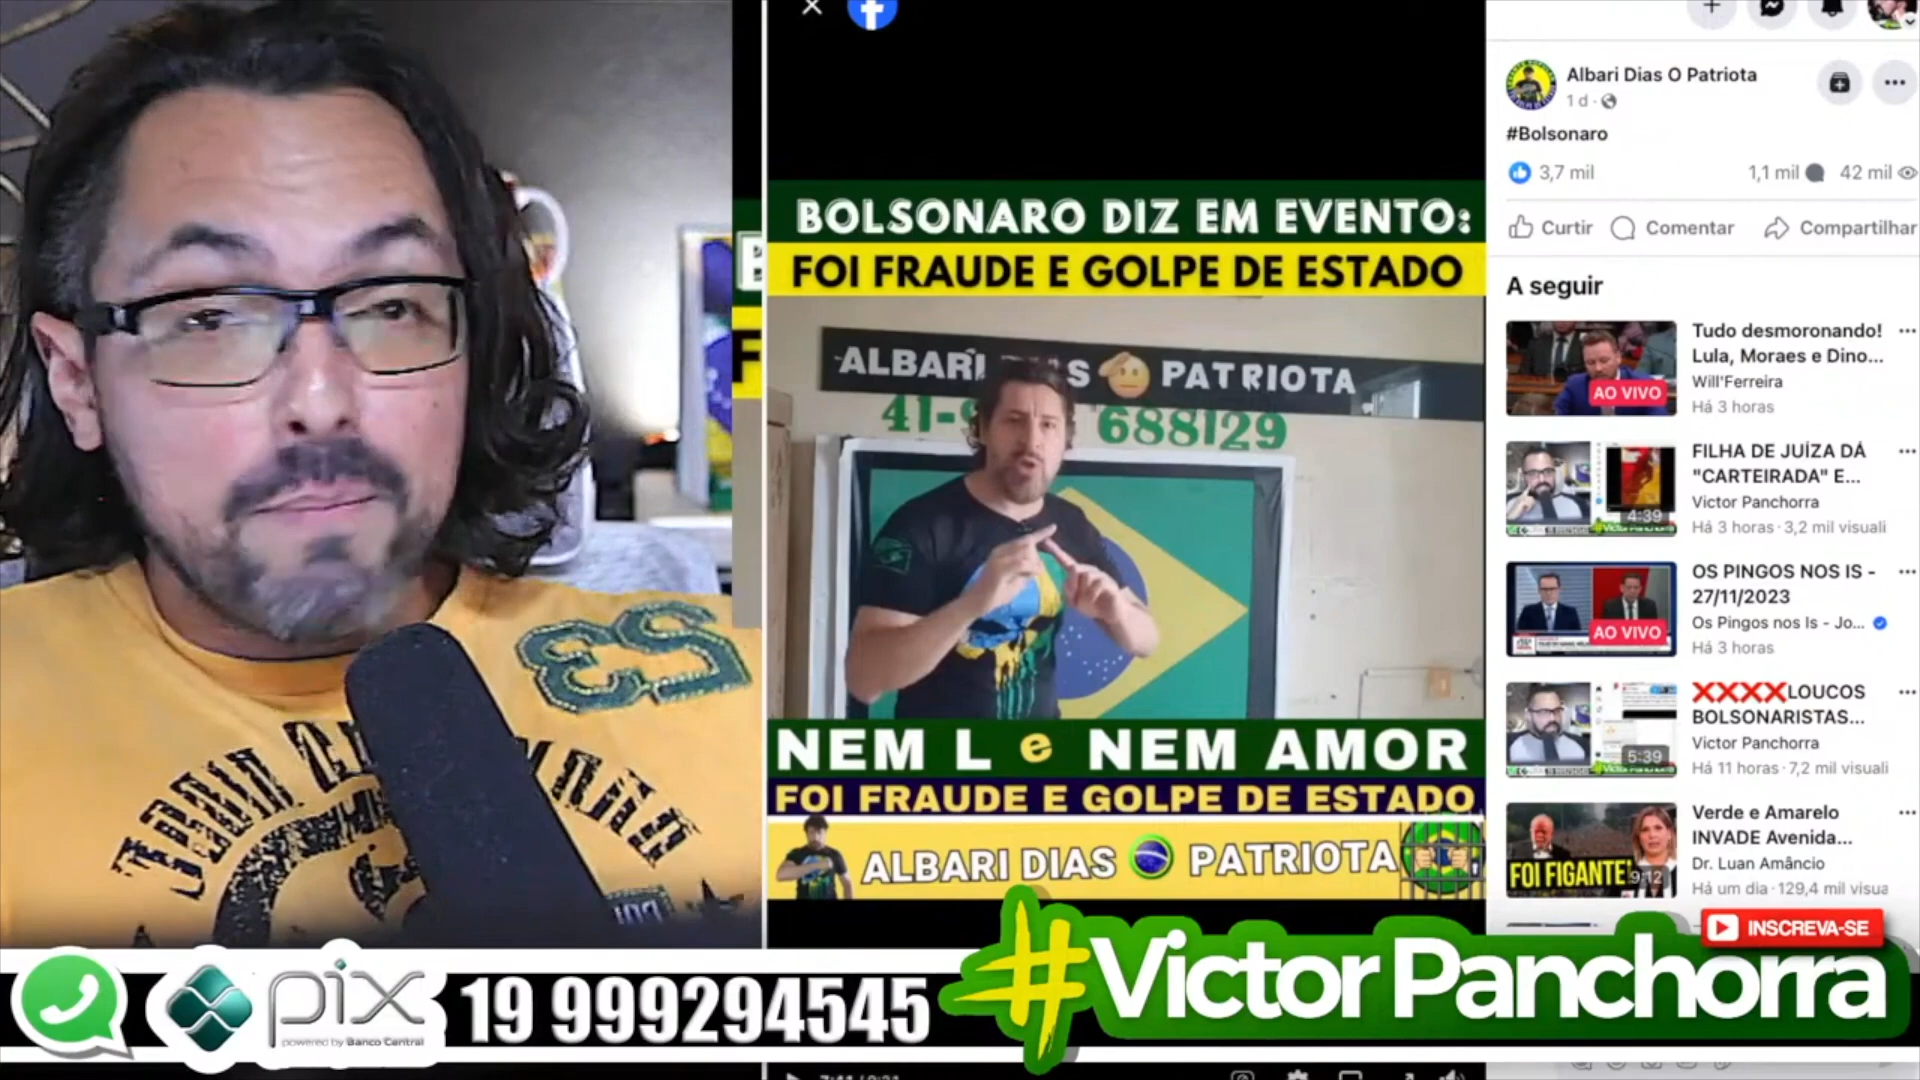 BOLSONARO DIZ EM EVENTO:
FOI FRAUDE E GOLPE DE ESTADO
ALBARI
S
PATRIOTA
41-9
688129
NEM L e NEM AMOR
FOI FRAUDE E GOLPE DE ESTADO
ALBARI DIAS PATRIOTA
Albari Dias O Patriota
1 d
#Bolsonaro
3,7 mil
1,1 mil
42 mil
Curtir
Comentar
Compartilhar
A seguir
Tudo desmoronando!
Lula, Moraes e Dino...
Will'Ferreira
Há 3 horas
AO VIVO
FILHA DE JUÍZA DÁ
"CARTEIRADA" E...
Victor Panchorra
Há 3 horas · 3,2 mil visuali
4:39
OS PINGOS NOS IS -
27/11/2023
Os Pingos nos Is - Jo...
Há 3 horas
AO VIVO
❌❌❌❌LOUCOS
BOLSONARISTAS...
Victor Panchorra
Há 11 horas · 7,2 mil visuali
5:39
Verde e Amarelo
INVADE Avenida...
Dr. Luan Amâncio
Há um dia · 129,4 mil visua
FOI FIGANTE!
9:12
INSCREVA-SE
23
pix
powered by Banco Central
19 999294545
#Victor Panchorra